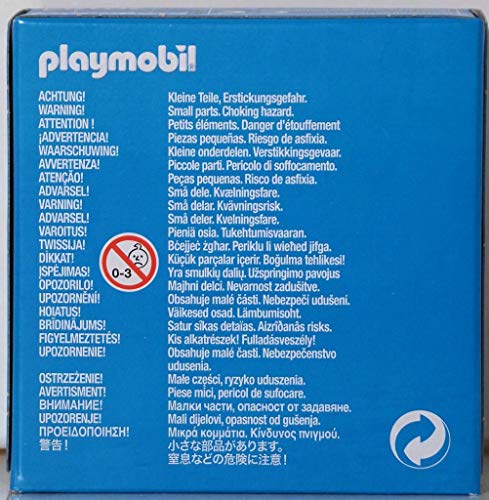 playmobil
ACHTUNG! Kleine Teile, Erstickungsgefahr.
WARNING! Small parts. Choking hazard.
ATTENTION ! Petits éléments. Danger d'étouffement
¡ADVERTENCIA! Piezas pequeñas. Riesgo de asfixia.
WAARSCHUWING! Kleine onderdelen. Verstikkingsgevaar.
AVVERTENZA! Piccole parti. Pericolo di soffocamento.
ATENÇÃO! Peças pequenas. Risco de asfixia.
ADVARSEL! Små dele. Kvælningsfare.
VARNING! Små delar. Kvävningsrisk.
ADVARSEL! Små deler. Kvelningsfare.
VAROITUS! Pieniä osia. Tukehtumisvaaran.
TWISSIJA! Bċejjeċ żgħar. Periklu li wieħed jifga.
DİKKAT! Küçük parçalar içerir. Boğulma tehlikesi!
ĮSPĖJIMAS! Yra smulkių dalių. Užspringimo pavojus
OPOZORILO! Majhni delci. Nevarnost zadušitve.
UPOZORNĚNÍ! Obsahuje malé části. Nebezpečí udušení.
HOIATUS! Väikesed osad. Lämbumisoht.
BRĪDINĀJUMS! Satur sīkas detaïas. Aizrīðanās risks.
FIGYELMEZTETÉS! Kis alkatrészek! Fulladásveszély!
UPOZORNENIE! Obsahuje malé části. Nebezpečenstvo
udusenia.
OSTRZEŻENIE! Małe części, ryzyko uduszenia.
AVERTISMENT! Piese mici, pericol de sufocare.
ВНИМАНИЕ! Малки части, опасност от задавяне.
UPOZORENJE! Mali dijelovi, opasnost od gušenja.
ΠΡΟΕΙΔΟΠΟΙΗΣΗ! Μικρά κομμάτια. Κίνδυνος πνιγμού.
警告! 小さな部品があります。
窒息などの危険に注意!
0-3